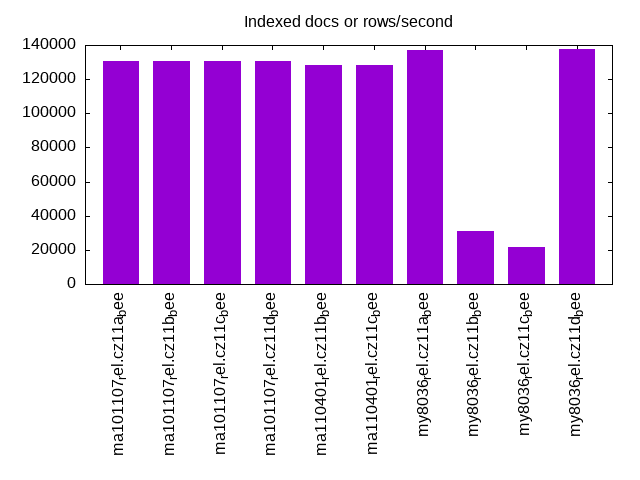 Indexed docs or rows/second
140000
120000
100000
80000
60000
40000
20000
0
ma101107rel.cz11abee
ma101107rel.cz11bbee
ma101107rel.cz11cbee
ma101107rel.cz11dbee
ma110401rel.cz11bbee
ma110401rel.cz11cbee
my8036rel.cz11abee
my8036rel.cz11bbee
my8036rel.cz11cbee
my8036rel.cz11dbee